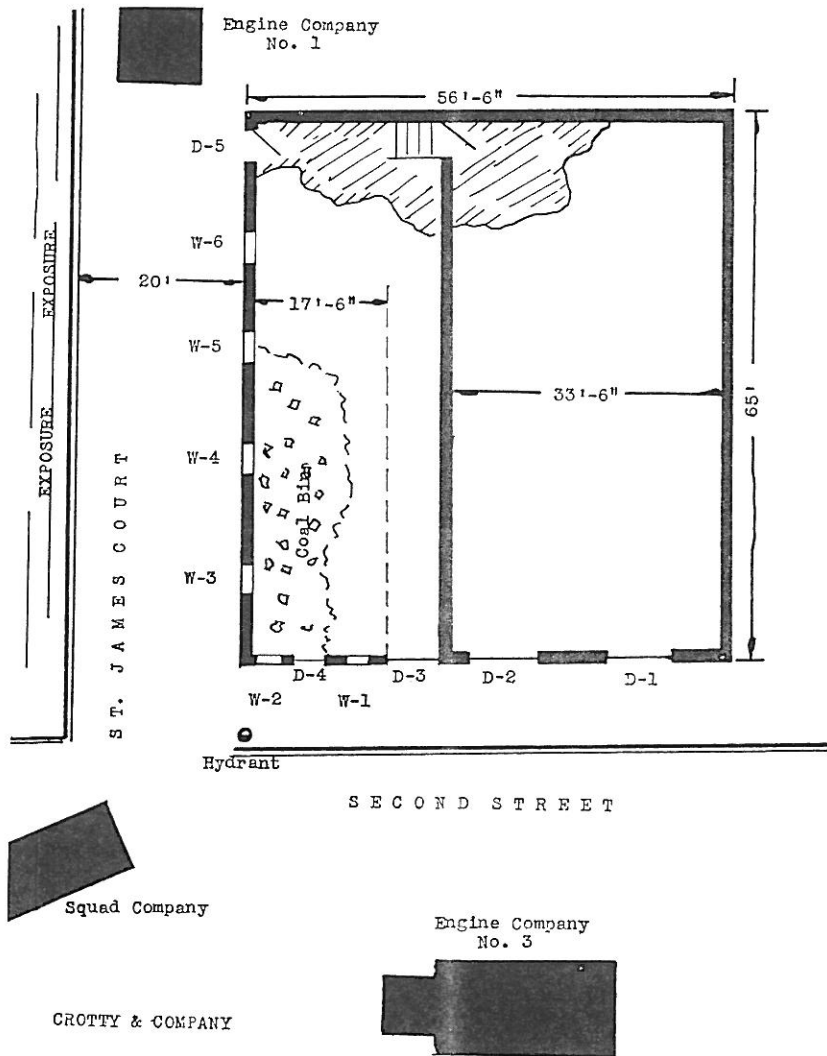 Engine Company
No. 1
56'-6"
D-5
W-6
EXPOSURE
20'
17'-6"
W-5
33'-6"
65'
EXPOSURE
W-4
Coal Bins
ST. JAMES COURT
W-3
D-4
D-3
D-2
D-1
W-2
W-1
Hydrant
SECOND STREET
Squad Company
Engine Company
No. 3
CROTTY & COMPANY